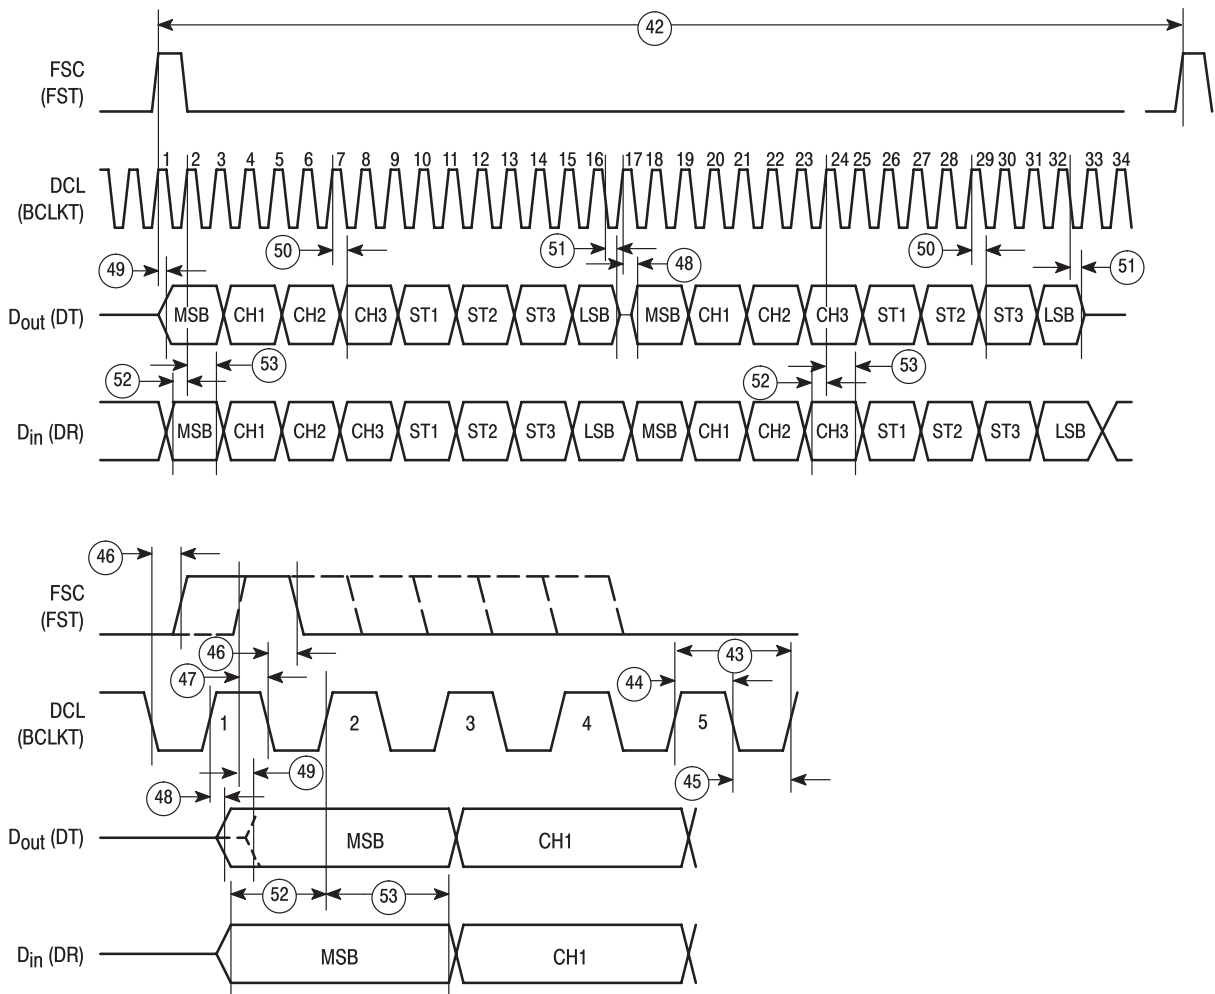 42
FSC
(FST)
1 2 3 4 5 6 7 8 9 10 11 12 13 14 15 16 17 18 19 20 21 22 23 24 25 26 27 28 29 30 31 32 33 34
DCL
(BCLKT)
50 51 50
49 48 51
Dout (DT) MSB CH1 CH2 CH3 ST1 ST2 ST3 LSB MSB CH1 CH2 CH3 ST1 ST2 ST3 LSB
53 53
52 52
Din (DR) MSB CH1 CH2 CH3 ST1 ST2 ST3 LSB MSB CH1 CH2 CH3 ST1 ST2 ST3 LSB
46
FSC
(FST)
46 43
47 44
DCL
(BCLKT)
1 2 3 4 5
49
48 45
Dout (DT) MSB CH1
52 53
Din (DR) MSB CH1